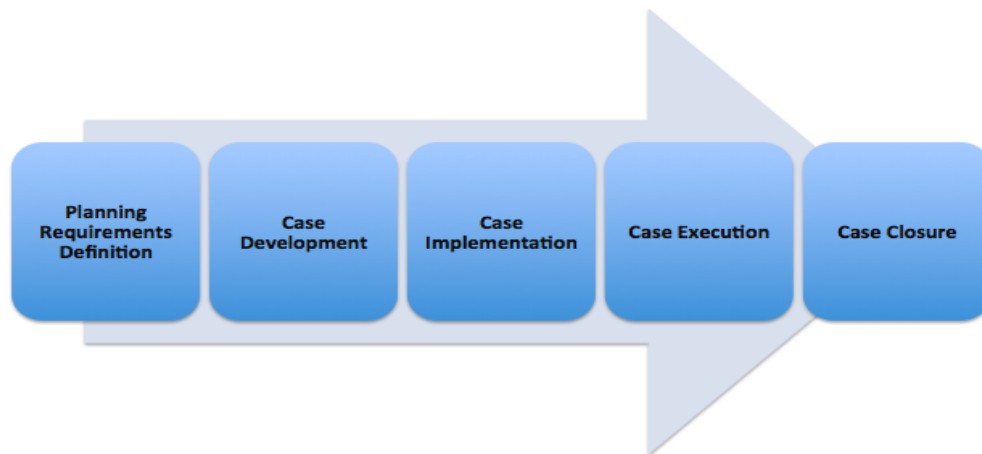 Planning
Requirements
Definition
Case
Development
Case
Implementation
Case Execution
Case Closure